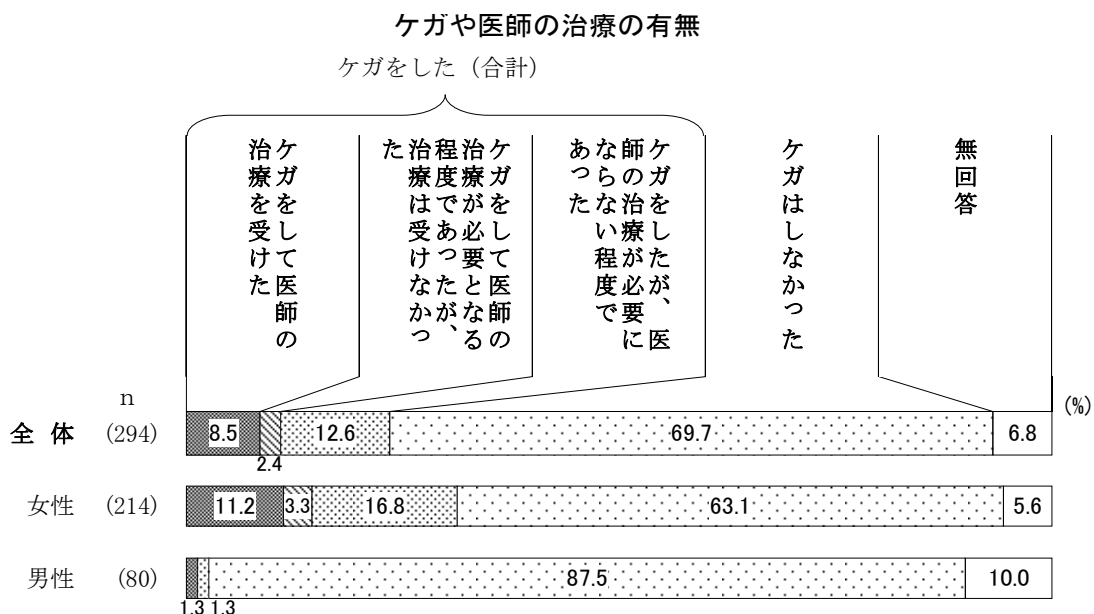 ケガや医師の治療の有無
ケガをした（合計）
ケガをして医師の
治療を受けた
ケガをして医師の
治療が必要となる
程度であったが、
治療は受けなかっ
た
ケガをしたが、医
師の治療が必要に
ならない程度で
あった
ケガはしなかった
無回答
n
(%)
全 体 (294) 8.5 2.4 12.6 69.7 6.8
女性 (214) 11.2 3.3 16.8 63.1 5.6
男性 (80) 1.3 1.3 87.5 10.0